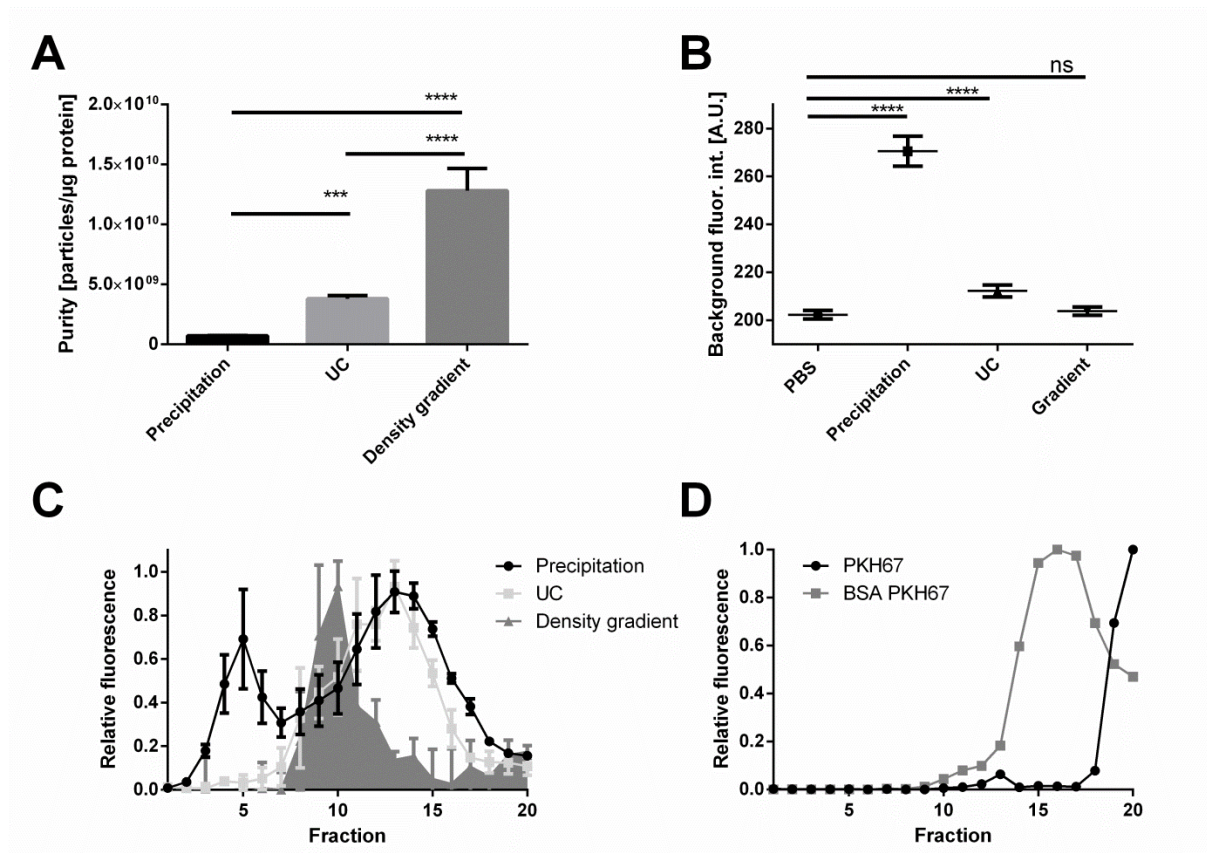 A
Purity [particles/µg protein]
2.0×10¹⁰
1.5×10¹⁰
1.0×10¹⁰
5.0×10⁰⁹
0
****
****
***
Precipitation
UC
Density gradient
B
Background fluor. int. [A.U.]
280
260
240
220
200
ns
****
****
PBS
Precipitation
UC
Gradient
C
Relative fluorescence
1.0
0.8
0.6
0.4
0.2
0.0
5
10
15
20
Fraction
Precipitation
UC
Density gradient
D
Relative fluorescence
1.0
0.8
0.6
0.4
0.2
0.0
5
10
15
20
Fraction
PKH67
BSA PKH67